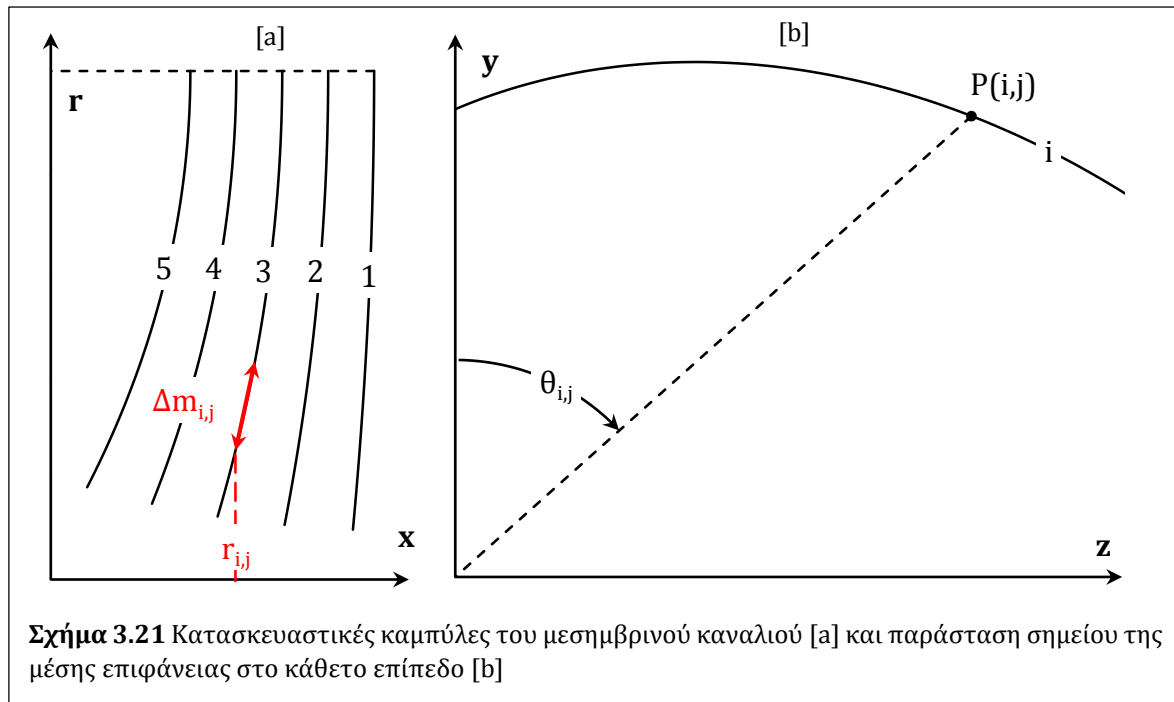 [a]
r
5 4 3 2 1
Δm_{i,j}
r_{i,j}
x
[b]
y
P(i,j)
i
θ_{i,j}
z
Σχήμα 3.21 Κατασκευαστικές καμπύλες του μεσημβρινού καναλιού [a] και παράσταση σημείου της
μέσης επιφάνειας στο κάθετο επίπεδο [b]